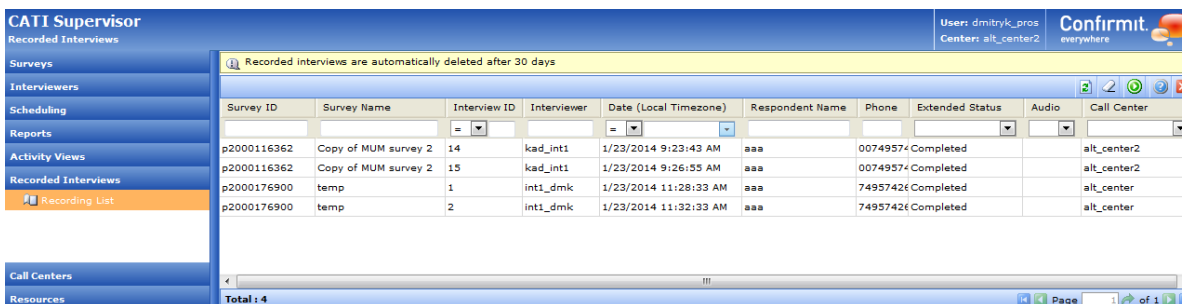 CATI Supervisor
Recorded Interviews
User: dmitryk_pros
Center: alt_center2
Confirmit.
everywhere
Surveys
Interviewers
Scheduling
Reports
Activity Views
Recorded Interviews
Recording List
Call Centers
Resources
Recorded interviews are automatically deleted after 30 days
Survey ID Survey Name Interview ID Interviewer Date (Local Timezone) Respondent Name Phone Extended Status Audio Call Center
= =
p2000116362 Copy of MUM survey 2 14 kad_int1 1/23/2014 9:23:43 AM aaa 00749574 Completed alt_center2
p2000116362 Copy of MUM survey 2 15 kad_int1 1/23/2014 9:26:55 AM aaa 00749574 Completed alt_center2
p2000176900 temp 1 int1_dmk 1/23/2014 11:28:33 AM aaa 7495742 Completed alt_center
p2000176900 temp 2 int1_dmk 1/23/2014 11:32:33 AM aaa 7495742 Completed alt_center
Total : 4 Page 1 of 1